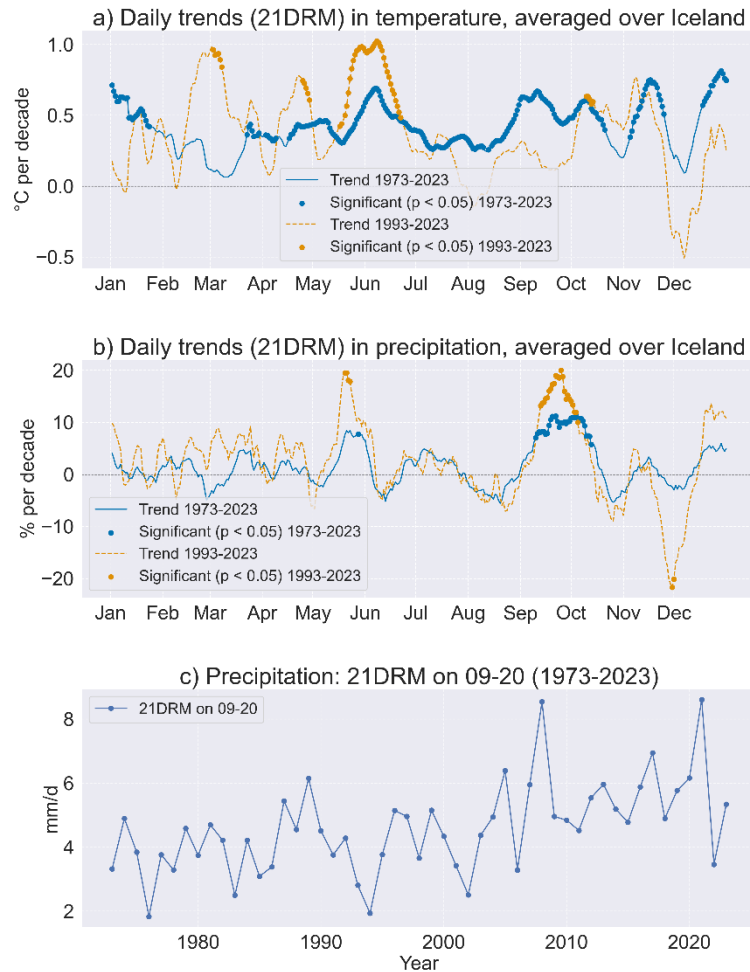 a) Daily trends (21DRM) in temperature, averaged over Iceland
°C per decade
1.0
0.5
0.0
−0.5
Trend 1973-2023
Significant (p < 0.05) 1973-2023
Trend 1993-2023
Significant (p < 0.05) 1993-2023
Jan Feb Mar Apr May Jun Jul Aug Sep Oct Nov Dec
b) Daily trends (21DRM) in precipitation, averaged over Iceland
% per decade
20
10
0
−10
−20
Trend 1973-2023
Significant (p < 0.05) 1973-2023
Trend 1993-2023
Significant (p < 0.05) 1993-2023
Jan Feb Mar Apr May Jun Jul Aug Sep Oct Nov Dec
c) Precipitation: 21DRM on 09-20 (1973-2023)
21DRM on 09-20
mm/d
8
6
4
2
1980 1990 2000 2010 2020
Year